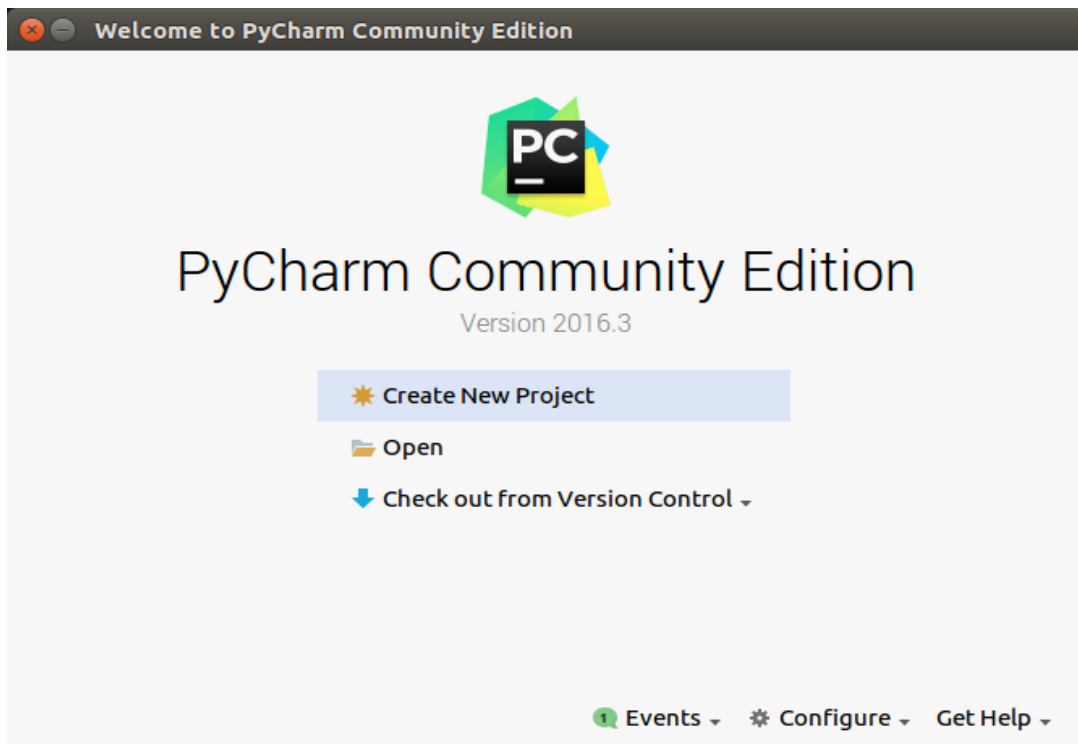 Welcome to PyCharm Community Edition
PC
PyCharm Community Edition
Version 2016.3
Create New Project
Open
Check out from Version Control
1 Events Configure Get Help